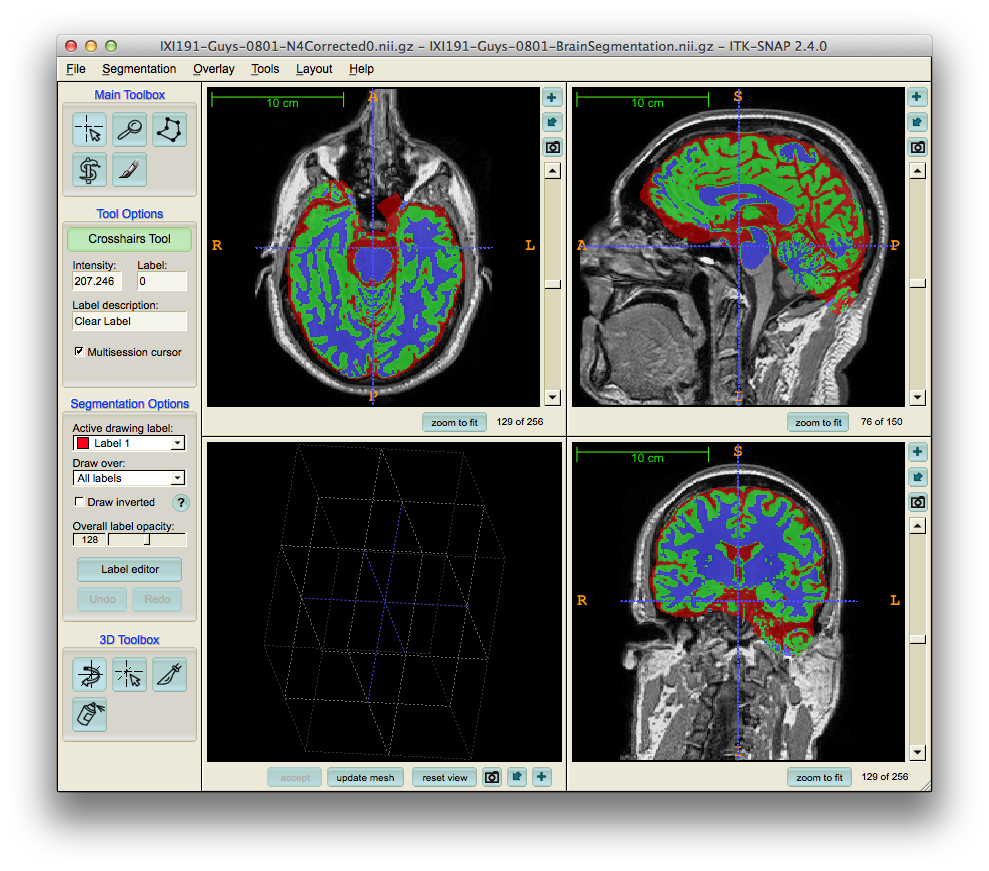 IXI191-Guys-0801-N4Corrected0.nii.gz - IXI191-Guys-0801-BrainSegmentation.nii.gz - ITK-SNAP 2.4.0
File Segmentation Overlay Tools Layout Help
Main Toolbox
Tool Options
Crosshairs Tool
Intensity: Label:
207.246 0
Label description:
Clear Label
Multisession cursor
Segmentation Options
Active drawing label:
Label 1
Draw over:
All labels
Draw inverted ?
Overall label opacity:
128
Label editor
Undo Redo
3D Toolbox
10 cm
A
R L
P
zoom to fit 129 of 256
10 cm
S
A P
I
zoom to fit 76 of 150
accept update mesh reset view
10 cm
S
R L
zoom to fit 129 of 256